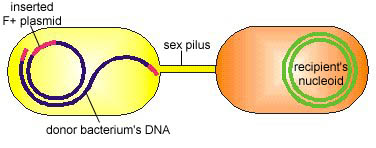 inserted
F+ plasmid
sex pilus
recipient's
nucleoid
donor bacterium's DNA